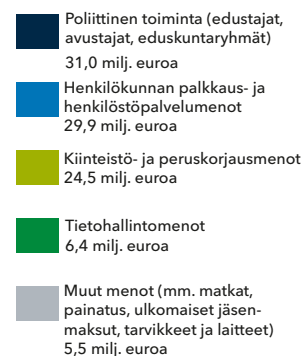 Poliittinen toiminta (edustajat,
avustajat, eduskuntaryhmät)
31,0 milj. euroa
Henkilökunnan palkkaus- ja
henkilöstöpalvelumenot
29,9 milj. euroa
Kiinteistö- ja peruskorjausmenot
24,5 milj. euroa
Tietohallintomenot
6,4 milj. euroa
Muut menot (mm. matkat,
painatus, ulkomaiset jäsen-
maksut, tarvikkeet ja laitteet)
5,5 milj. euroa